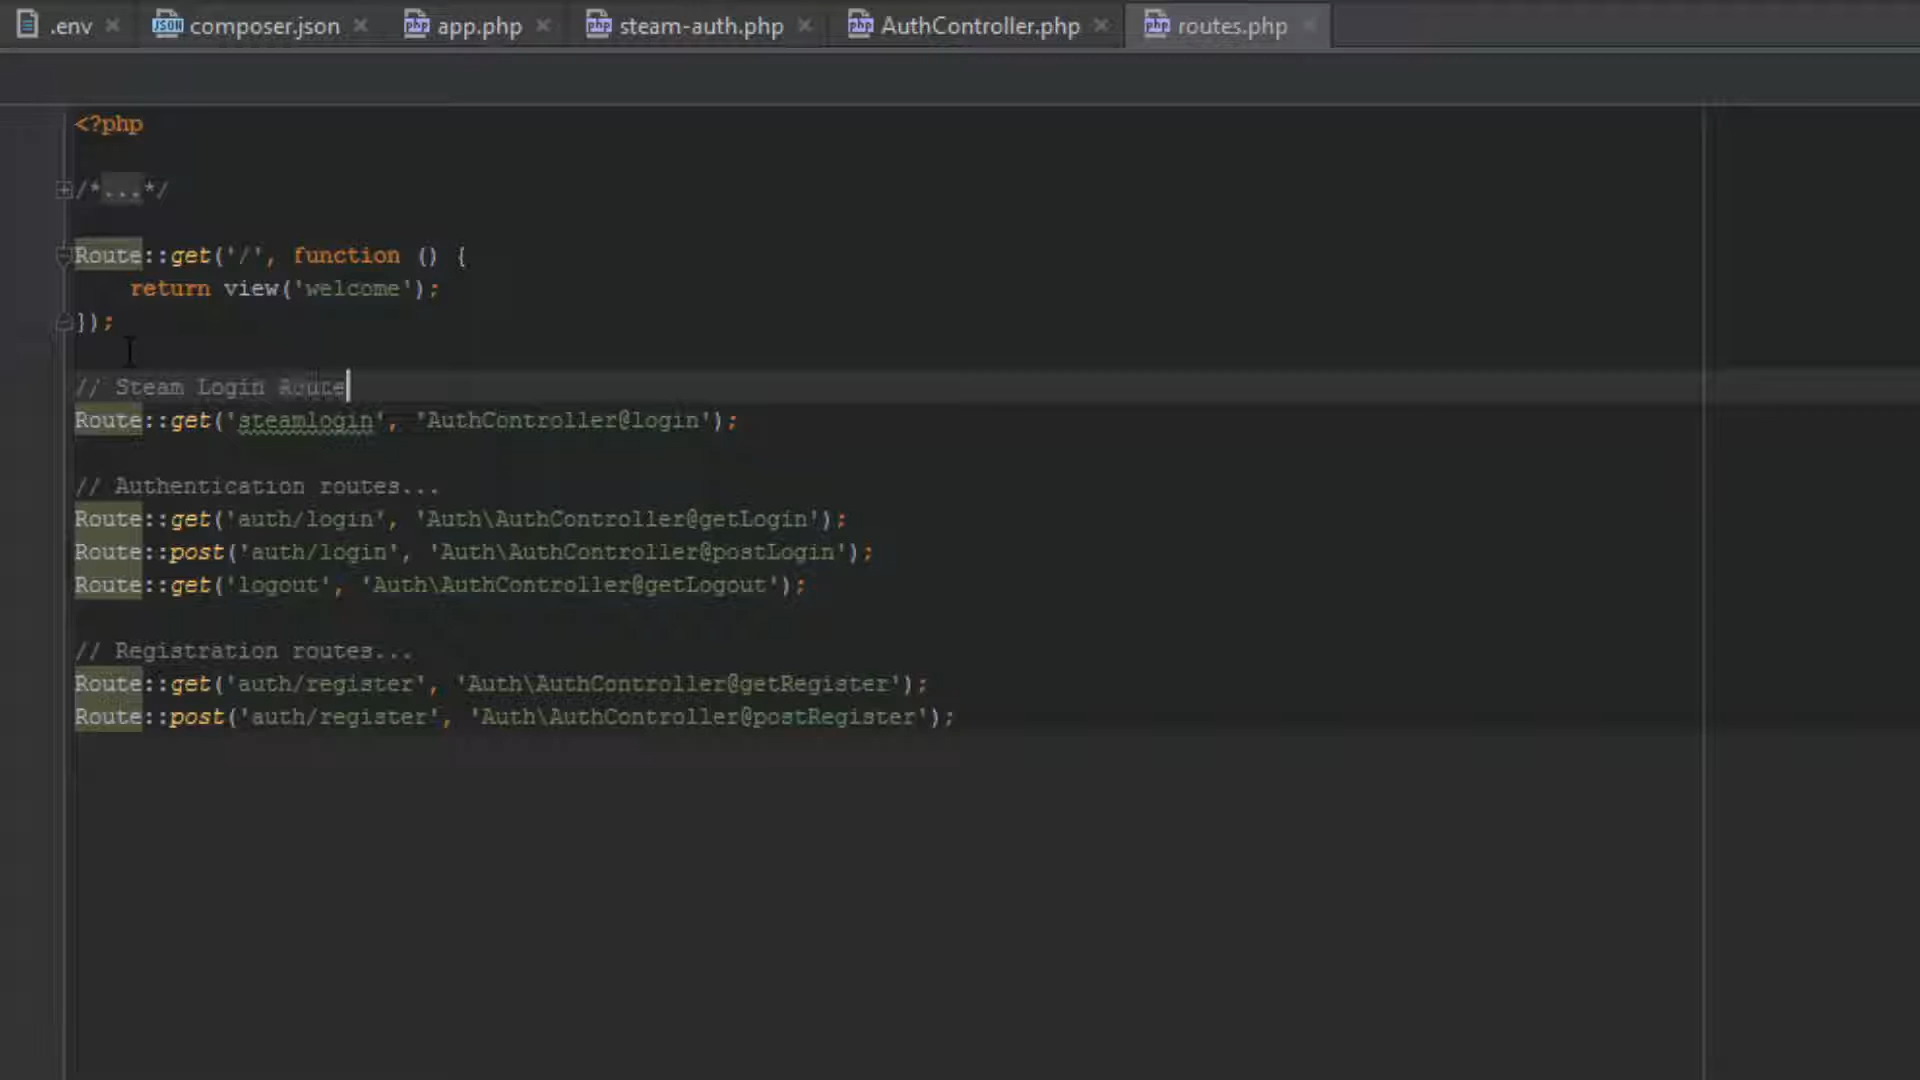 .env composer.json app.php steam-auth.php AuthController.php routes.php
<?php
/*...*/
Route::get('/', function () {
    return view('welcome');
});
// Steam Login Route
Route::get('steamlogin', 'AuthController@login');
// Authentication routes...
Route::get('auth/login', 'Auth\AuthController@getLogin');
Route::post('auth/login', 'Auth\AuthController@postLogin');
Route::get('logout', 'Auth\AuthController@getLogout');
// Registration routes...
Route::get('auth/register', 'Auth\AuthController@getRegister');
Route::post('auth/register', 'Auth\AuthController@postRegister');